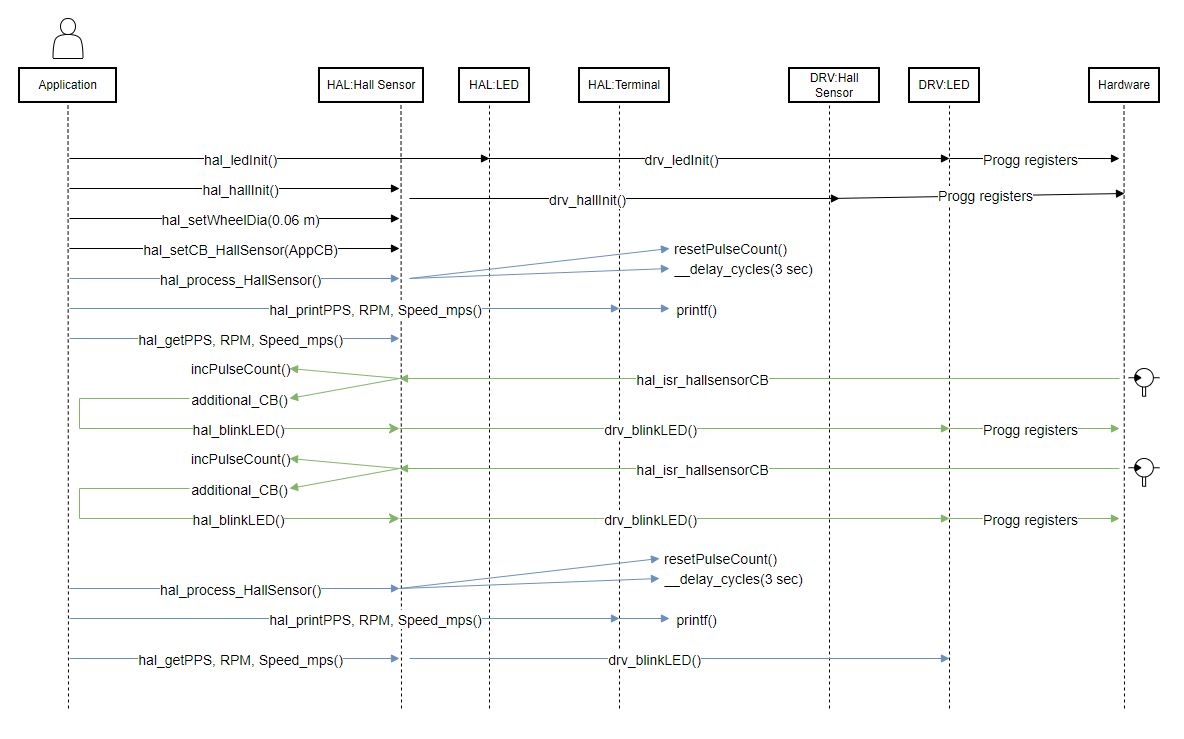 Application
HAL:Hall Sensor
HAL:LED
HAL:Terminal
DRV:Hall
Sensor
DRV:LED
Hardware
hal_ledInit()
drv_ledInit()
Progg registers
hal_hallInit()
drv_hallInit()
Progg registers
hal_setWheelDia(0.06 m)
hal_setCB_HallSensor(AppCB)
resetPulseCount()
__delay_cycles(3 sec)
hal_process_HallSensor()
hal_printPPS, RPM, Speed_mps()
printf()
hal_getPPS, RPM, Speed_mps()
incPulseCount()
hal_isr_hallsensorCB
additional_CB()
hal_blinkLED()
drv_blinkLED()
Progg registers
incPulseCount()
hal_isr_hallsensorCB
additional_CB()
hal_blinkLED()
drv_blinkLED()
Progg registers
resetPulseCount()
__delay_cycles(3 sec)
hal_process_HallSensor()
hal_printPPS, RPM, Speed_mps()
printf()
hal_getPPS, RPM, Speed_mps()
drv_blinkLED()